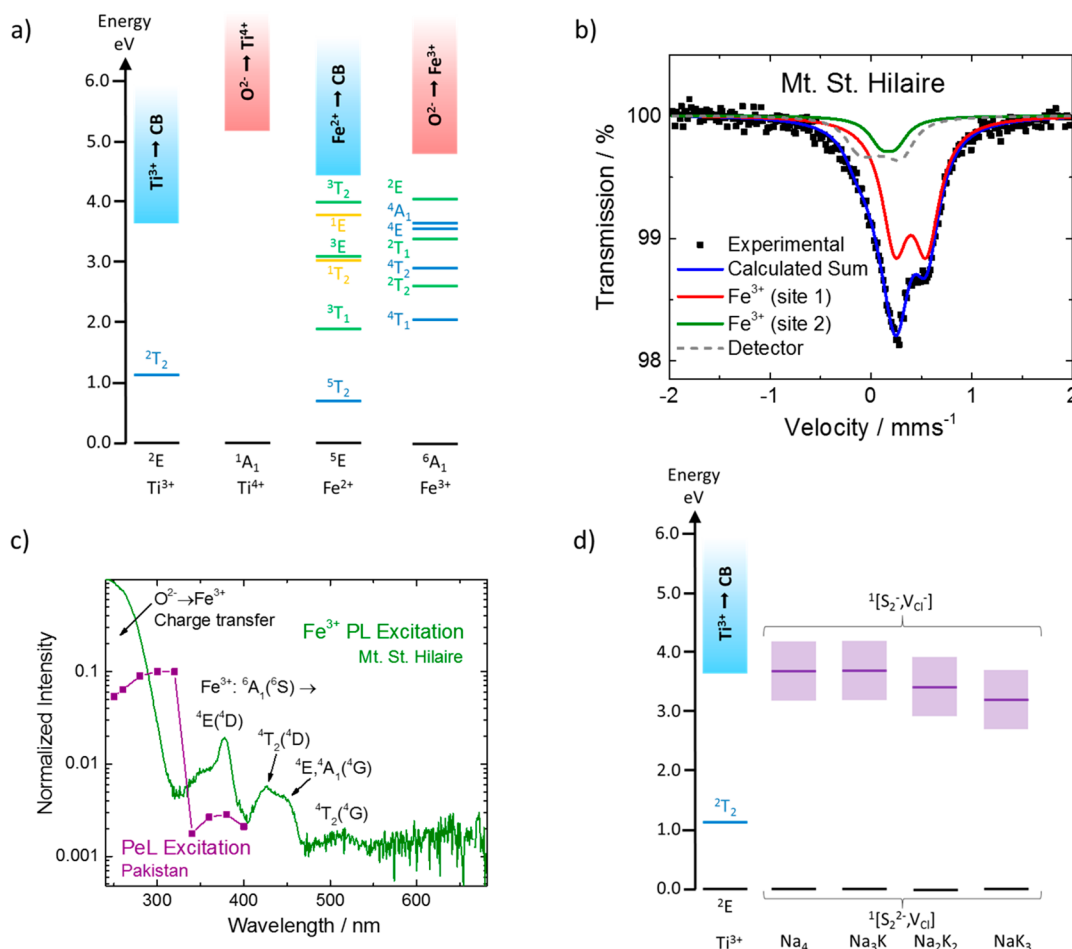 a)
Energy
eV
6.0
5.0
4.0
3.0
2.0
1.0
0.0
Ti³⁺ → CB
O²⁻ → Ti⁴⁺
Fe²⁺ → CB
O²⁻ → Fe³⁺
²T₂
³T₂
¹E
³E
¹T₂
³T₁
⁵T₂
²E
⁴A₁
⁴E
²T₁
⁴T₂
²T₂
⁴T₁
²E ¹A₁ ⁵E ⁶A₁
Ti³⁺ Ti⁴⁺ Fe²⁺ Fe³⁺
b)
Mt. St. Hilaire
Transmission / %
100
99
98
Experimental
Calculated Sum
Fe³⁺ (site 1)
Fe³⁺ (site 2)
Detector
-2 -1 0 1 2
Velocity / mms⁻¹
c)
Normalized Intensity
0.1
0.01
0.001
O²⁻→Fe³⁺
Charge transfer
Fe³⁺ PL Excitation
Mt. St. Hilaire
Fe³⁺: ⁶A₁(⁶S) →
⁴E(⁴D)
⁴T₂(⁴D)
⁴E,⁴A₁(⁴G)
⁴T₂(⁴G)
PeL Excitation
Pakistan
300 400 500 600
Wavelength / nm
d)
Energy
eV
6.0
5.0
4.0
3.0
2.0
1.0
0.0
Ti³⁺ → CB
¹[S₂⁻,V_Cl⁻]
²T₂
²E
¹[S₂²⁻,V_Cl]
Ti³⁺ Na₄ Na₃K Na₂K₂ NaK₃